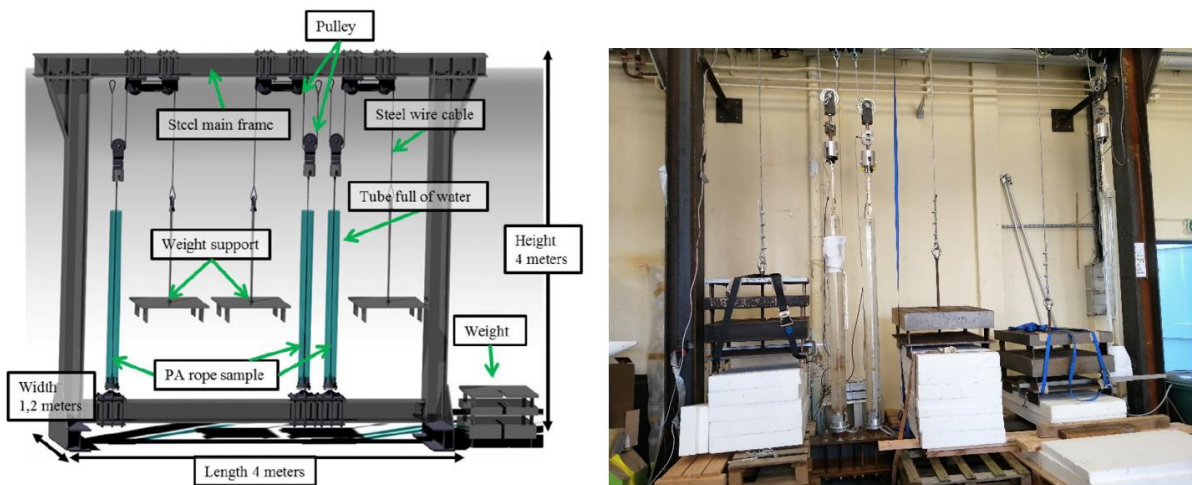 Pulley
Steel main frame
Steel wire cable
Tube full of water
Weight support
Height
4 meters
Weight
PA rope sample
Width
1,2 meters
Length 4 meters